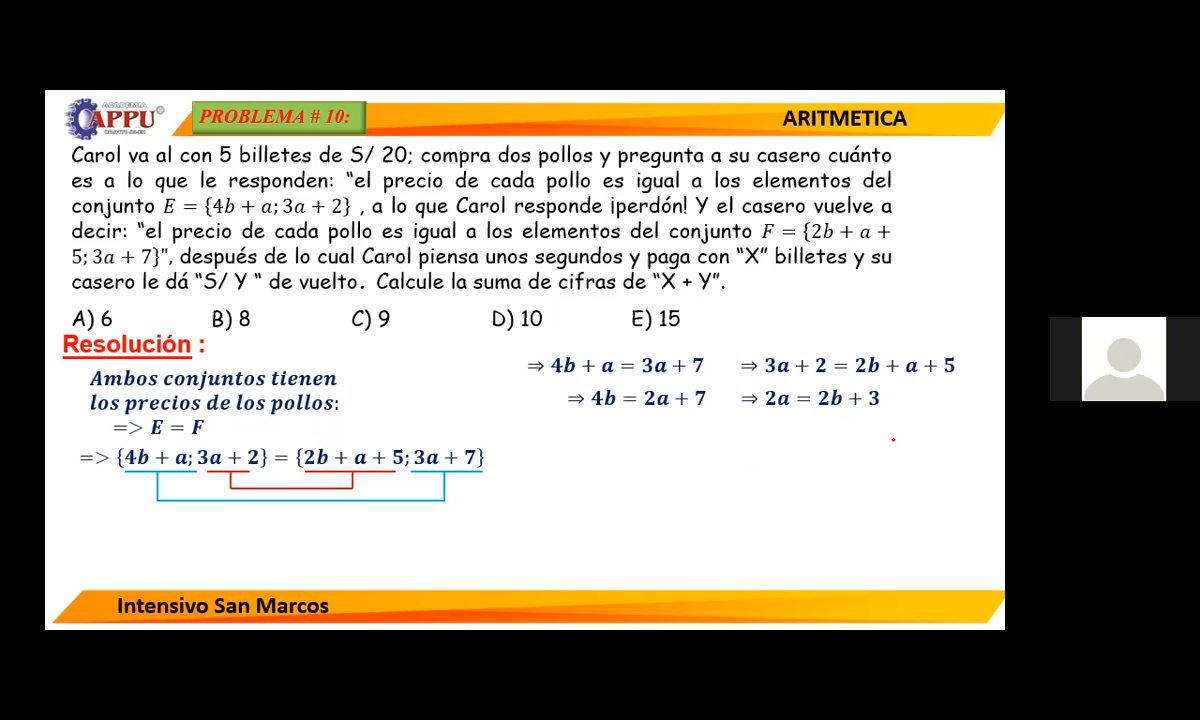 ACADEMIA
APPU
PROBLEMA # 10:
ARITMETICA
Carol va al con 5 billetes de S/ 20; compra dos pollos y pregunta a su casero cuánto
es a lo que le responden: “el precio de cada pollo es igual a los elementos del
conjunto E = {4b + a; 3a + 2} , a lo que Carol responde ¡perdón! Y el casero vuelve a
decir: “el precio de cada pollo es igual a los elementos del conjunto F = {2b + a +
5; 3a + 7}", después de lo cual Carol piensa unos segundos y paga con “X” billetes y su
casero le dá “S/ Y “ de vuelto. Calcule la suma de cifras de “X + Y”.
A) 6 B) 8 C) 9 D) 10 E) 15
Resolución :
Ambos conjuntos tienen
los precios de los pollos:
=> E = F
=> {4b + a; 3a + 2} = {2b + a + 5; 3a + 7}
⇒ 4b + a = 3a + 7 ⇒ 3a + 2 = 2b + a + 5
⇒ 4b = 2a + 7 ⇒ 2a = 2b + 3
Intensivo San Marcos